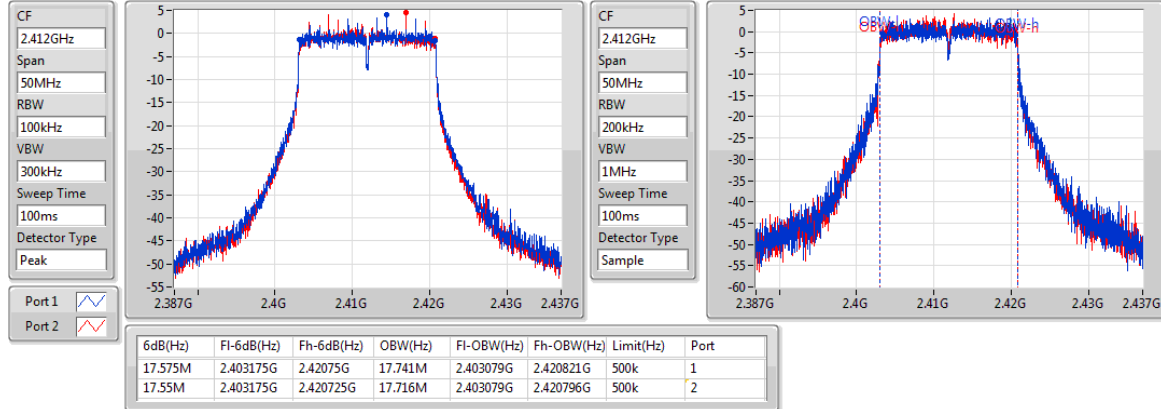 CF
2.412GHz
Span
50MHz
RBW
100kHz
VBW
300kHz
Sweep Time
100ms
Detector Type
Peak
Port 1
Port 2
5
0
-5
-10
-15
-20
-25
-30
-35
-40
-45
-50
-55
2.387G 2.4G 2.41G 2.42G 2.43G 2.437G
CF
2.412GHz
Span
50MHz
RBW
200kHz
VBW
1MHz
Sweep Time
100ms
Detector Type
Sample
5
0
-5
-10
-15
-20
-25
-30
-35
-40
-45
-50
-55
-60
OBW-h
2.387G 2.4G 2.41G 2.42G 2.43G 2.437G
6dB(Hz) Fl-6dB(Hz) Fh-6dB(Hz) OBW(Hz) Fl-OBW(Hz) Fh-OBW(Hz) Limit(Hz) Port
17.575M 2.403175G 2.42075G 17.741M 2.403079G 2.420821G 500k 1
17.55M 2.403175G 2.420725G 17.716M 2.403079G 2.420796G 500k 2